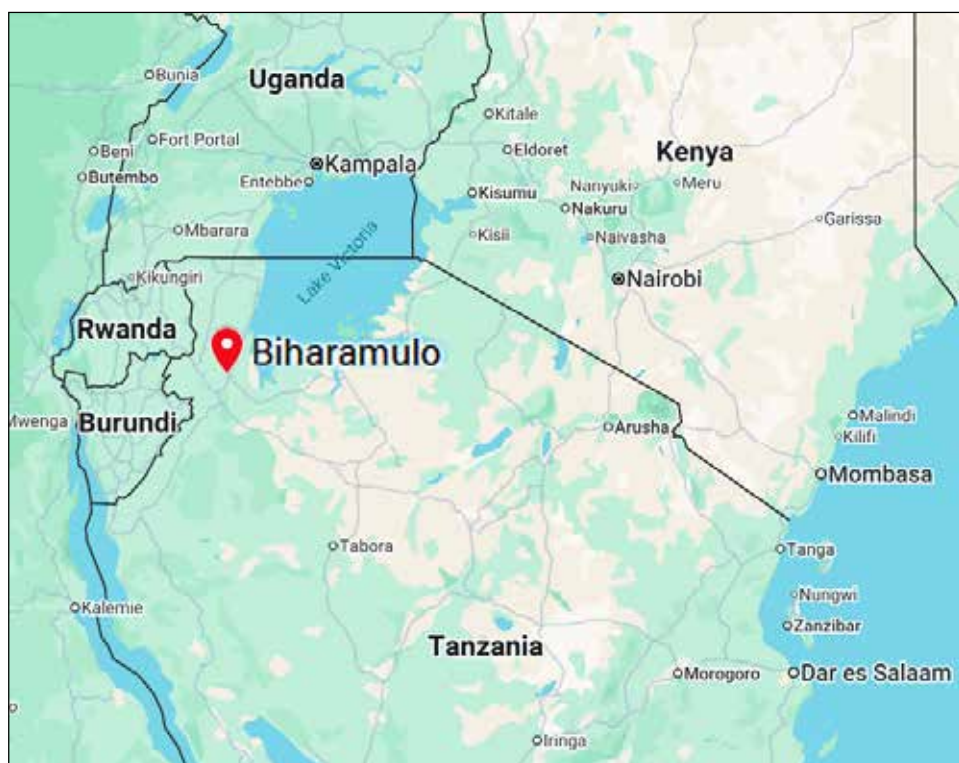 Bunia
Uganda
Kitale
Fort Portal
Beni
Kampala
Eldoret
Kenya
Butembo
Entebbe
Kisumu
Nanyuki
Meru
Nakuru
Garissa
Mbarara
Kisii
Naivasha
Lake Victoria
Kikungiri
Nairobi
Rwanda
Biharamulo
Burundi
Mwenga
Arusha
Malindi
Kilifi
Mombasa
Tabora
Tanga
Kalemie
Nungwi
Zanzibar
Tanzania
Morogoro
Dar es Salaam
Iringa